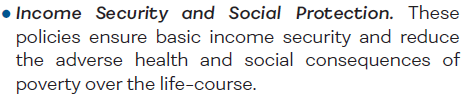 • Income Security and Social Protection. These
policies ensure basic income security and reduce
the adverse health and social consequences of
poverty over the life-course.